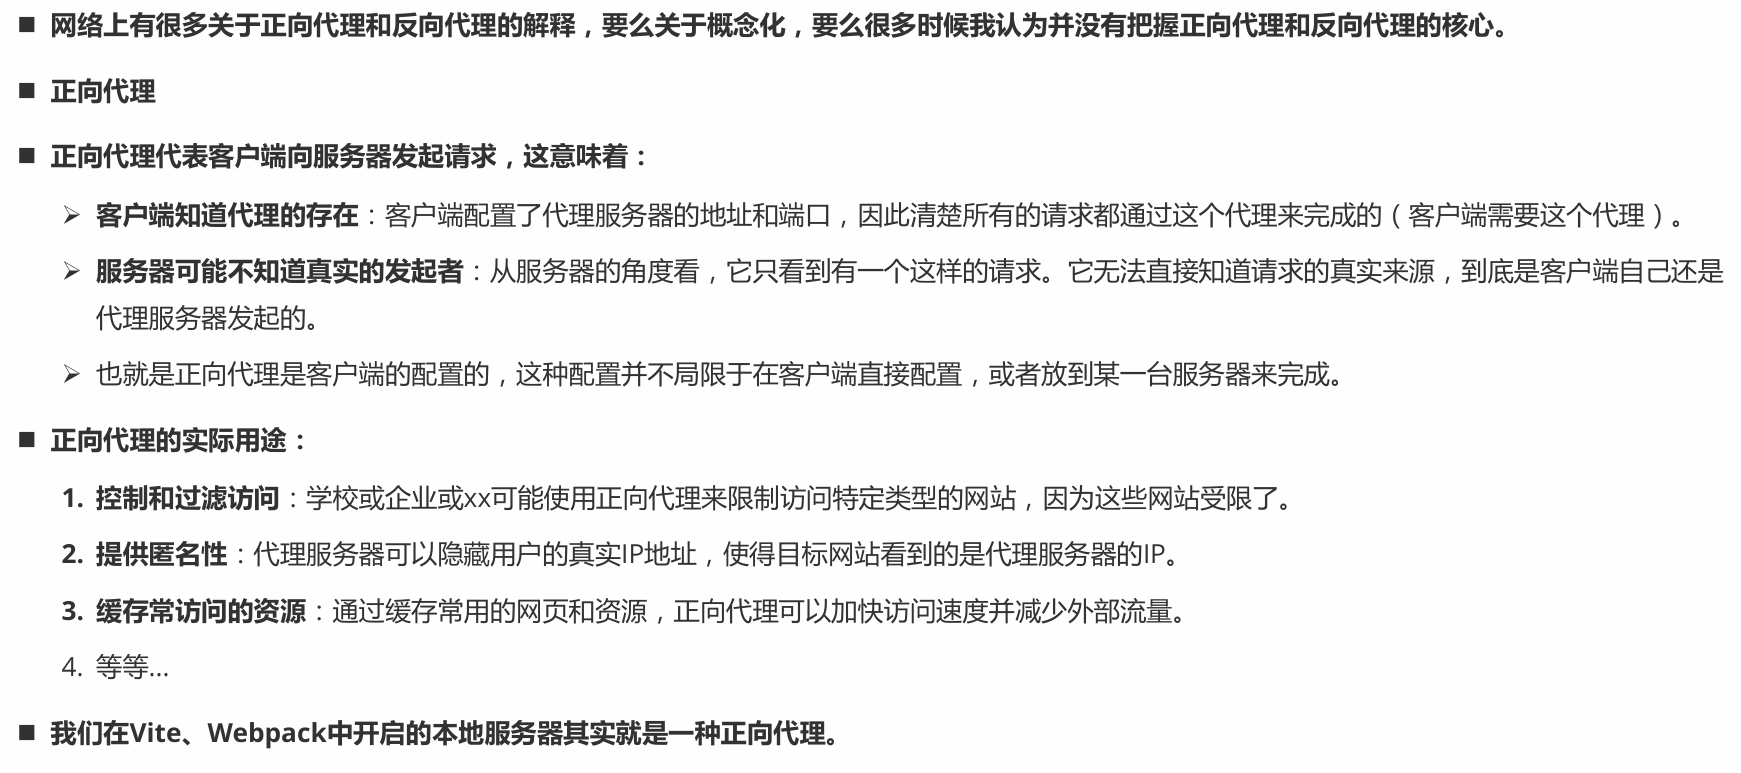 ■ 网络上有很多关于正向代理和反向代理的解释，要么关于概念化，要么很多时候我认为并没有把握正向代理和反向代理的核心。
■ 正向代理
■ 正向代理代表客户端向服务器发起请求，这意味着：
➢ 客户端知道代理的存在：客户端配置了代理服务器的地址和端口，因此清楚所有的请求都通过这个代理来完成的（客户端需要这个代理）。
➢ 服务器可能不知道真实的发起者：从服务器的角度看，它只看到有一个这样的请求。它无法直接知道请求的真实来源，到底是客户端自己还是
代理服务器发起的。
➢ 也就是正向代理是客户端的配置的，这种配置并不局限于在客户端直接配置，或者放到某一台服务器来完成。
■ 正向代理的实际用途：
1. 控制和过滤访问：学校或企业或xx可能使用正向代理来限制访问特定类型的网站，因为这些网站受限了。
2. 提供匿名性：代理服务器可以隐藏用户的真实IP地址，使得目标网站看到的是代理服务器的IP。
3. 缓存常访问的资源：通过缓存常用的网页和资源，正向代理可以加快访问速度并减少外部流量。
4. 等等...
■ 我们在Vite、Webpack中开启的本地服务器其实就是一种正向代理。